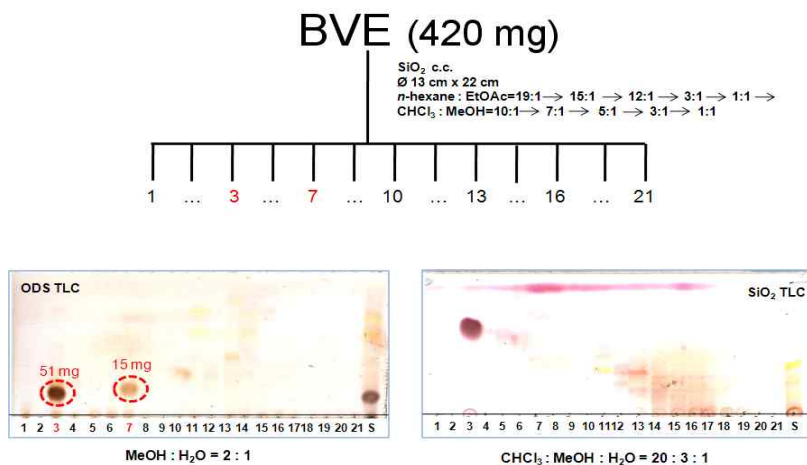 BVE (420 mg)
SiO₂ c.c.
Ø 13 cm x 22 cm
n-hexane : EtOAc=19:1→ 15:1 → 12:1→ 3:1→ 1:1→
CHCl₃ : MeOH=10:1→ 7:1→ 5:1→ 3:1→ 1:1
1 ... 3 ... 7 ... 10 ... 13 ... 16 ... 21
ODS TLC
51 mg
15 mg
1 2 3 4 5 6 7 8 9 10 11 12 13 14 15 16 1718 19 20 21 S
MeOH : H₂O = 2 : 1
SiO₂ TLC
1 2 3 4 5 6 7 8 9 10 1112 13 14 15 16 17 18 19 20 21 S
CHCl₃ : MeOH : H₂O = 20 : 3 : 1